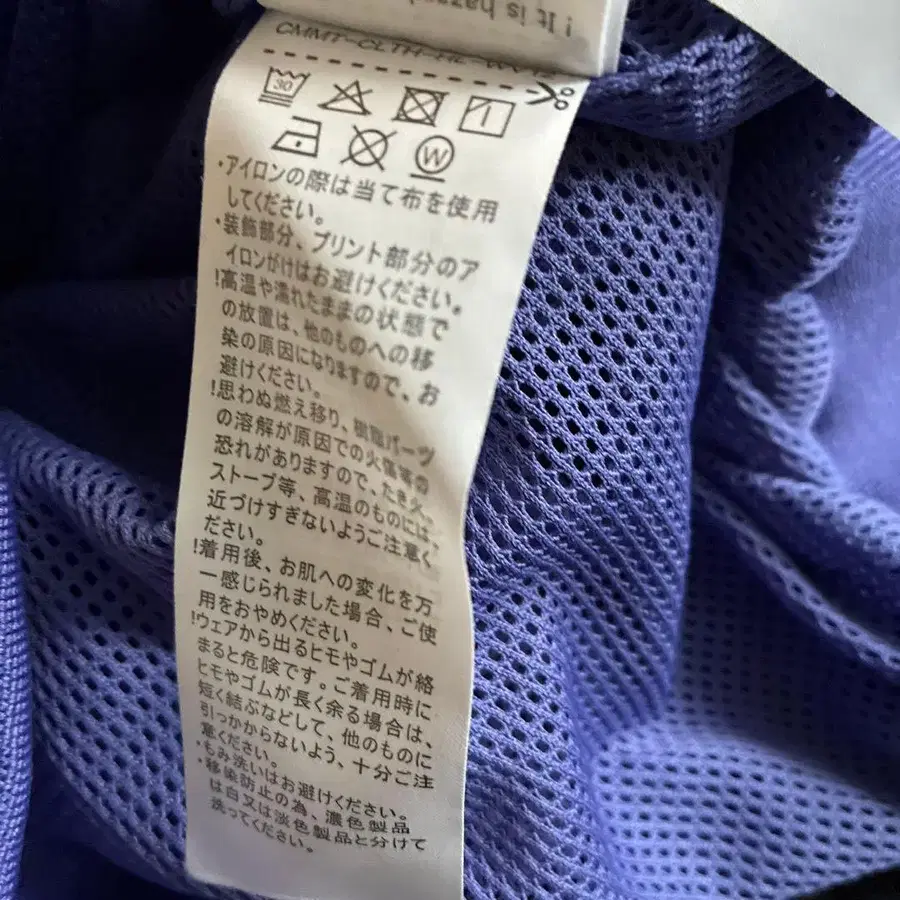 ! It is
CMMT-CLTH
30
W
・アイロンの際は当て布を使用
してください。
・装飾部分、プリント部分のア
イロンがけはお避けください。
!高温や濡れたままの状態で
の放置は、他のものへの移
染の原因になりますので、お
避けください。
!思わぬ燃え移り、樹脂パーツ
の溶解が原因での火傷等の
恐れがありますので、たき火、
ストーブ等、高温のものには、
近づけすぎないようご注意く
ださい。
!着用後、お肌への変化を万
一感じられました場合、ご使
用をおやめください。
!ウェアから出るヒモやゴムが絡
まると危険です。ご着用時に
ヒモやゴムが長く余る場合は、
短く結ぶなどして、他のものに
引っかからないよう、十分ご注
意ください。
・もみ洗いはお避けください。
・移染防止の為、濃色製品
は白又は淡色製品と分けて
洗ってください。